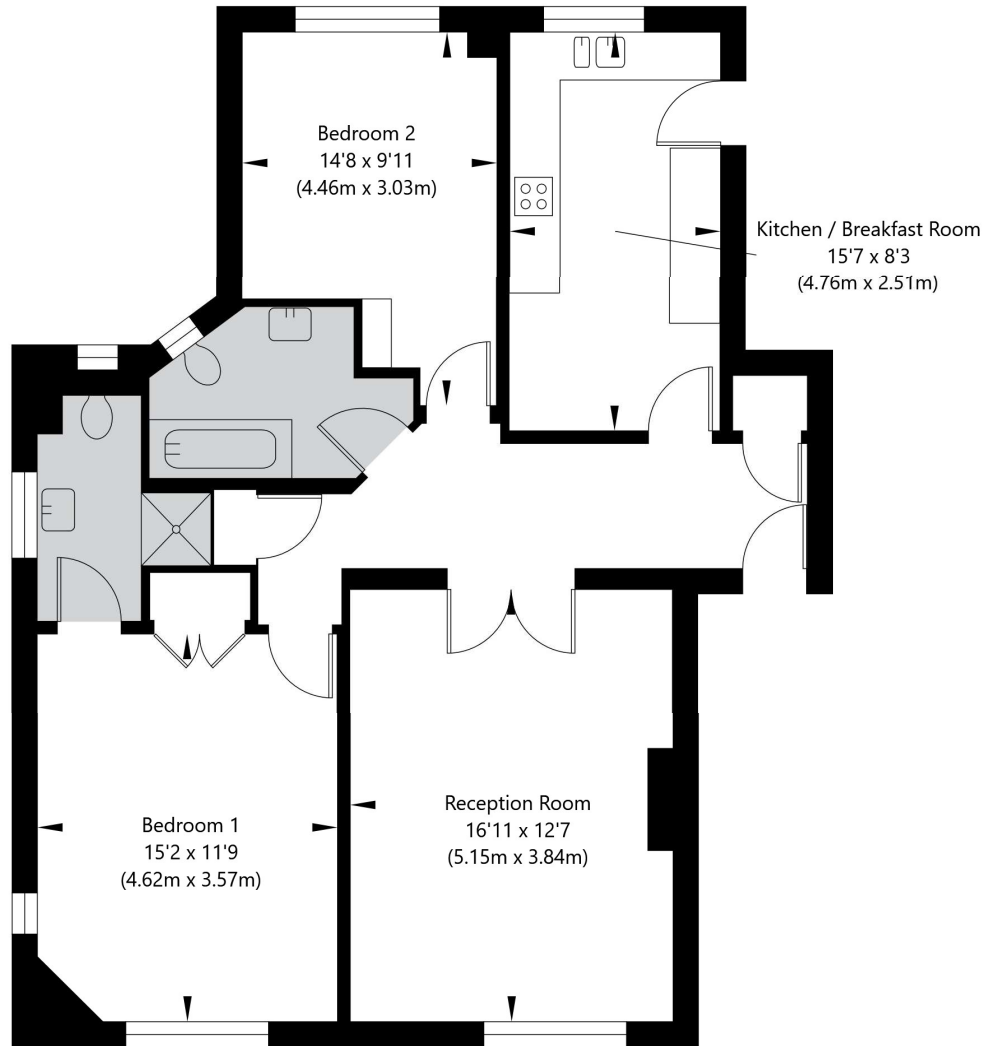 Bedroom 2
14'8 x 9'11
(4.46m x 3.03m)
Kitchen / Breakfast Room
15'7 x 8'3
(4.76m x 2.51m)
Bedroom 1
15'2 x 11'9
(4.62m x 3.57m)
Reception Room
16'11 x 12'7
(5.15m x 3.84m)